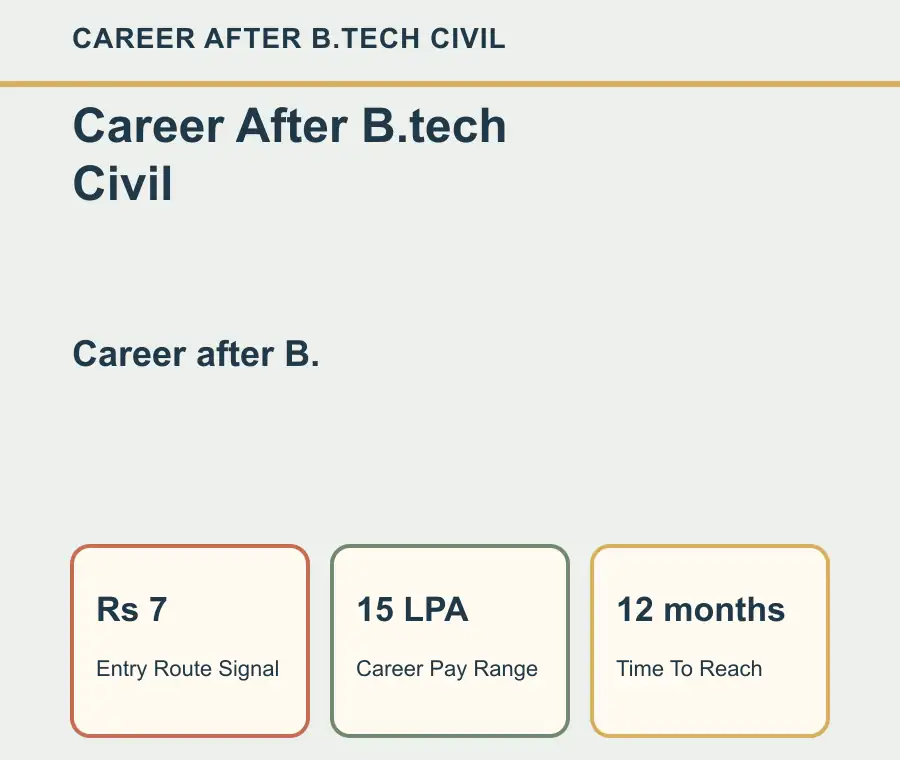 CAREER AFTER B.TECH CIVIL
Career After B.tech
Civil
Career after B.
Rs 7
Entry Route Signal
15 LPA
Career Pay Range
12 months
Time To Reach